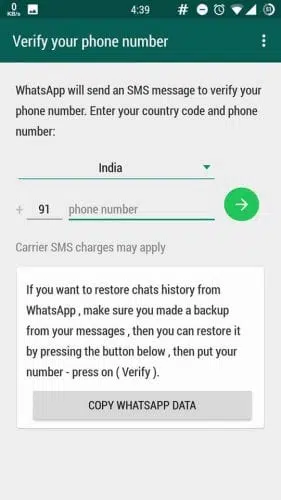 0
KB/s
4:39
#
Verify your phone number
WhatsApp will send an SMS message to verify your
phone number. Enter your country code and phone
number:
India
+ 91 phone number
Carrier SMS charges may apply
If you want to restore chats history from
WhatsApp , make sure you made a backup
from your messages , then you can restore it
by pressing the button below , then put your
number - press on ( Verify ).
COPY WHATSAPP DATA